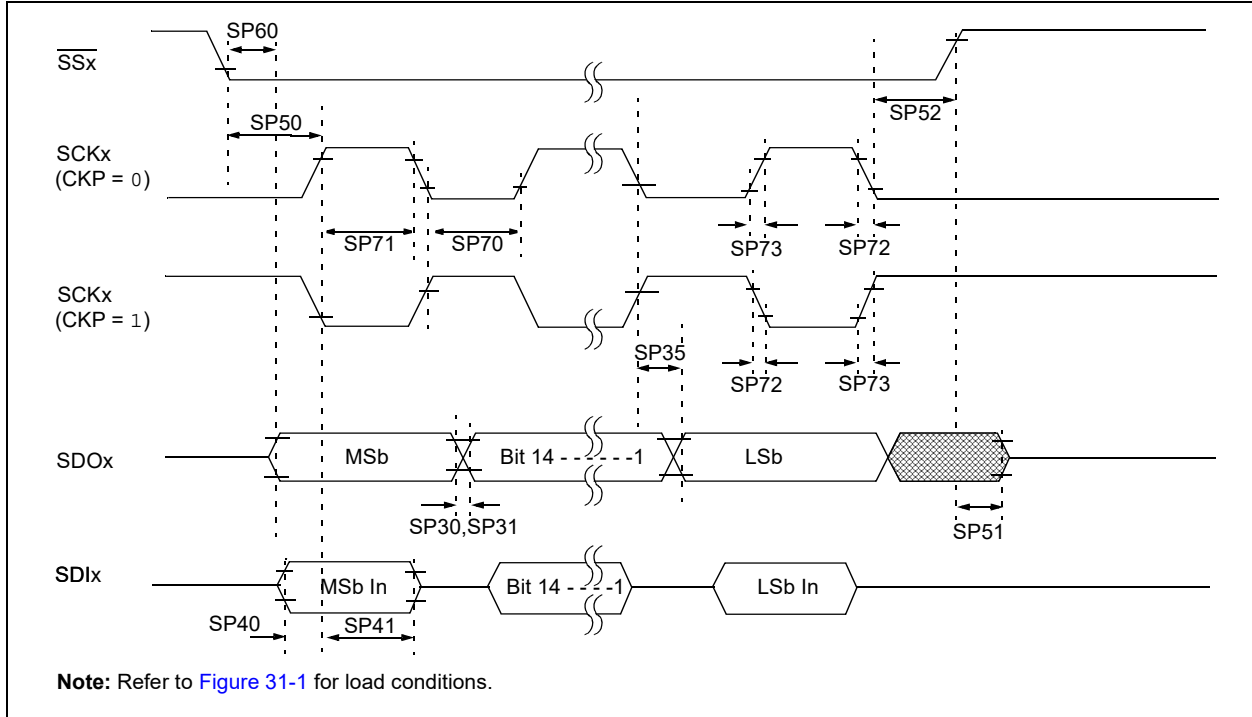 SP60
SSx
SP52
SP50
SCKx
(CKP = 0)
SP71
SP70
SP73
SP72
SCKx
(CKP = 1)
SP35
SP72
SP73
SDOx
MSb
Bit 14 - - - - - -1
LSb
SP30,SP31
SP51
SDIx
MSb In
Bit 14 - - - -1
LSb In
SP40
SP41
Note: Refer to Figure 31-1 for load conditions.